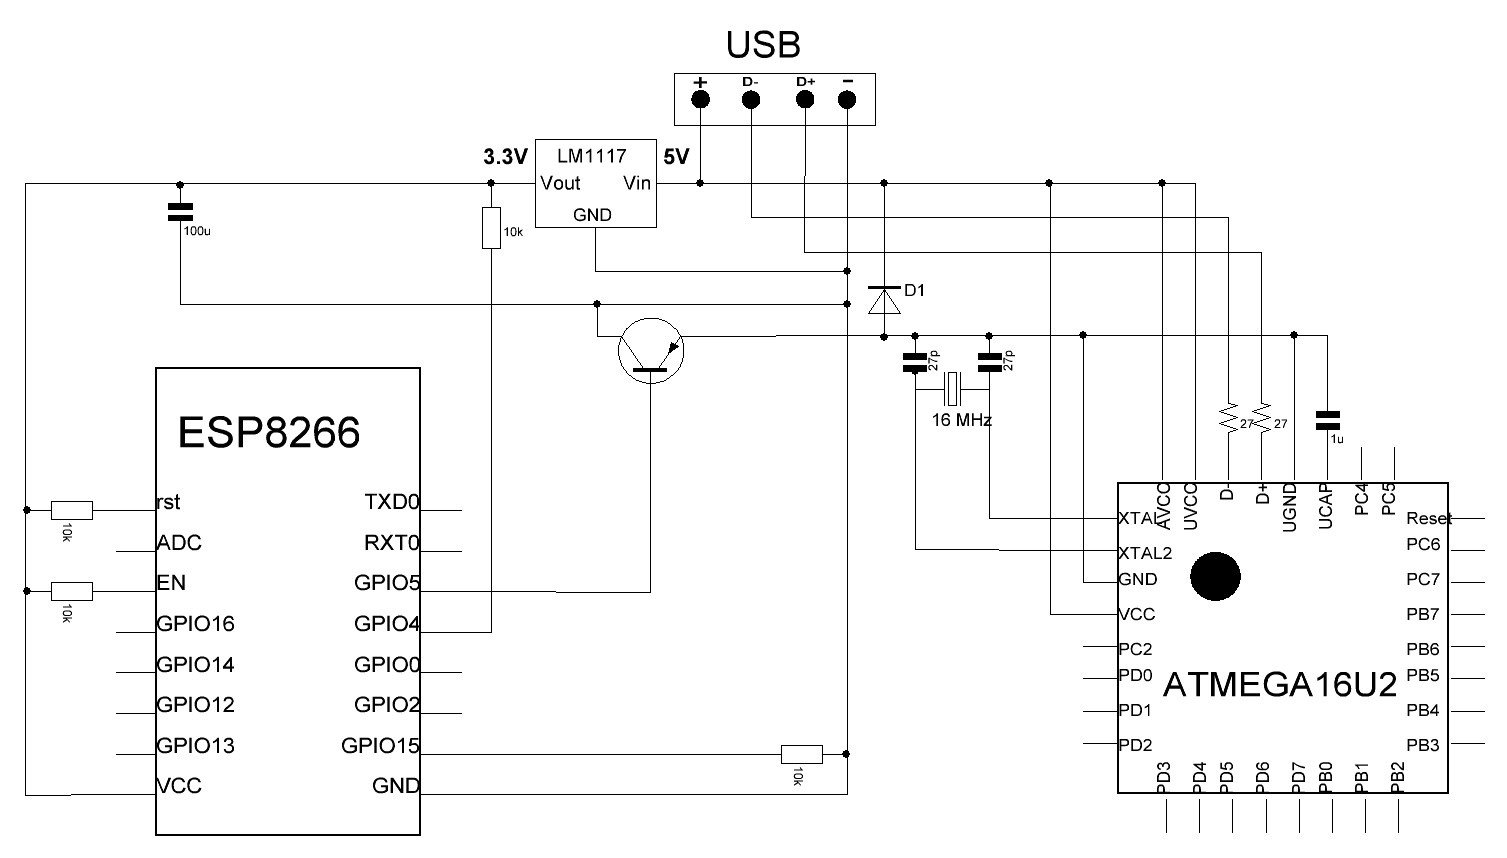 USB
+ D- D+ −
3.3V LM1117 5V
Vout Vin
GND
100u
10k
D1
27p
27p
16 MHz
27 27
1u
ESP8266
rst TXD0
10k
ADC RXT0
EN GPIO5
10k
GPIO16 GPIO4
GPIO14 GPIO0
GPIO12 GPIO2
GPIO13 GPIO15
VCC GND
10k
AVCC UVCC D- D+ UGND UCAP PC4 PC5
XTAL Reset
XTAL2 PC6
GND PC7
VCC PB7
PC2 PB6
PD0 PB5
ATMEGA16U2
PD1 PB4
PD2 PB3
PD3 PD4 PD5 PD6 PD7 PB0 PB1 PB2